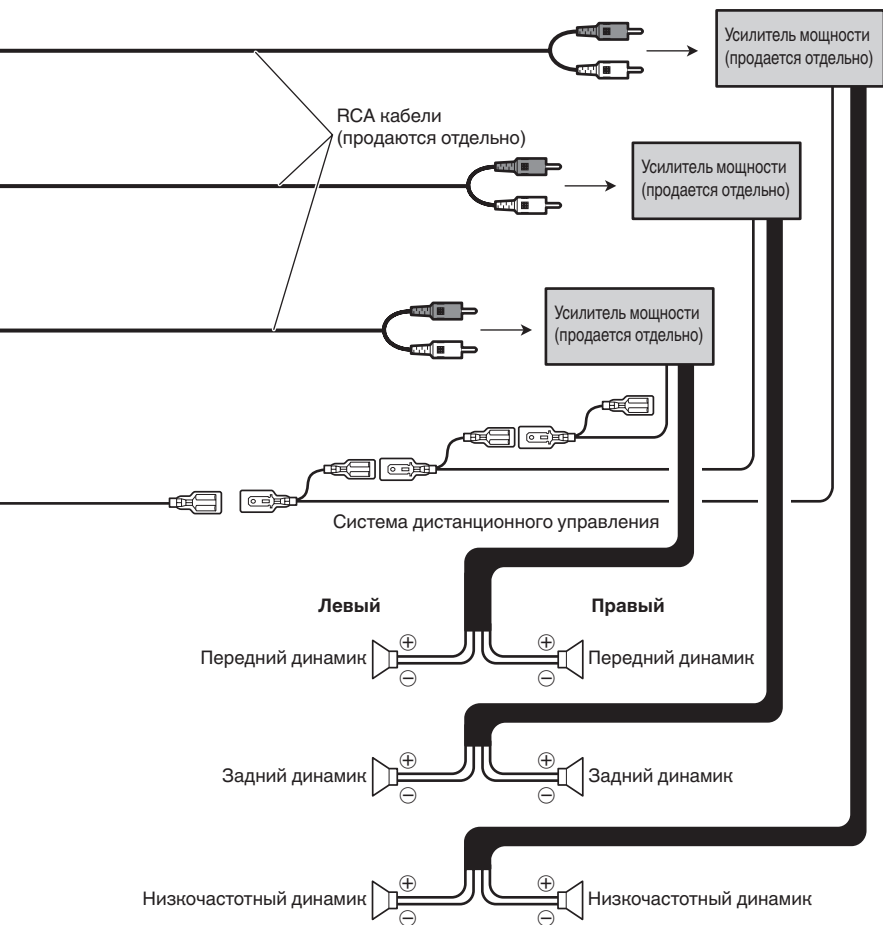 Усилитель мощности
(продается отдельно)
RCA кабели
(продаются отдельно)
Усилитель мощности
(продается отдельно)
Усилитель мощности
(продается отдельно)
Система дистанционного управления
Левый
Правый
⊕
⊕
Передний динамик
Передний динамик
⊖
⊖
⊕
⊕
Задний динамик
Задний динамик
⊖
⊖
⊕
⊕
Низкочастотный динамик
Низкочастотный динамик
⊖
⊖